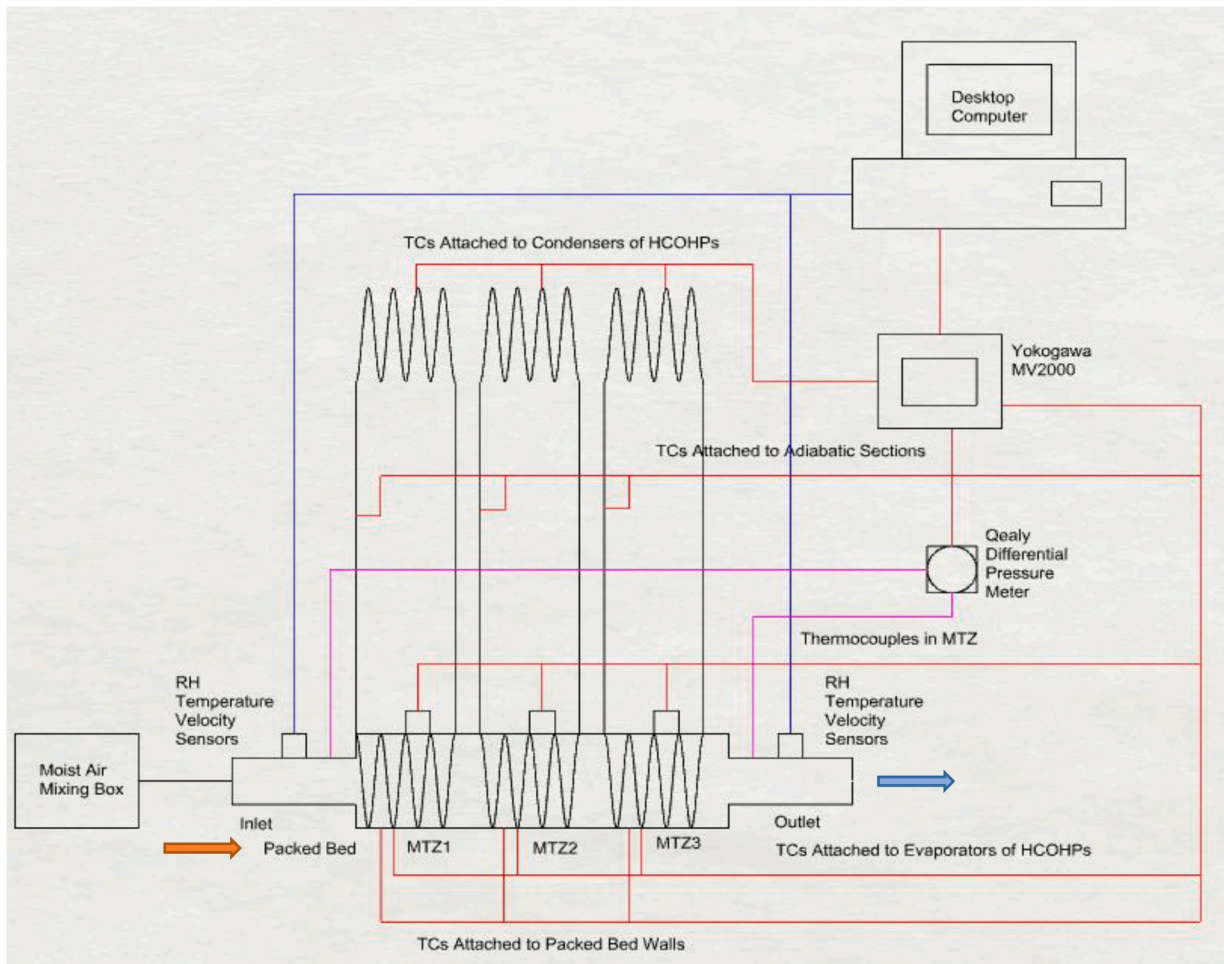 Desktop
Computer
TCs Attached to Condensers of HCOHPs
Yokogawa
MV2000
TCs Attached to Adiabatic Sections
Qealy
Differential
Pressure
Meter
Thermocouples in MTZ
RH
Temperature
Velocity
Sensors
RH
Temperature
Velocity
Sensors
Moist Air
Mixing Box
Inlet
Outlet
Packed Bed
MTZ1
MTZ2
MTZ3
TCs Attached to Evaporators of HCOHPs
TCs Attached to Packed Bed Walls